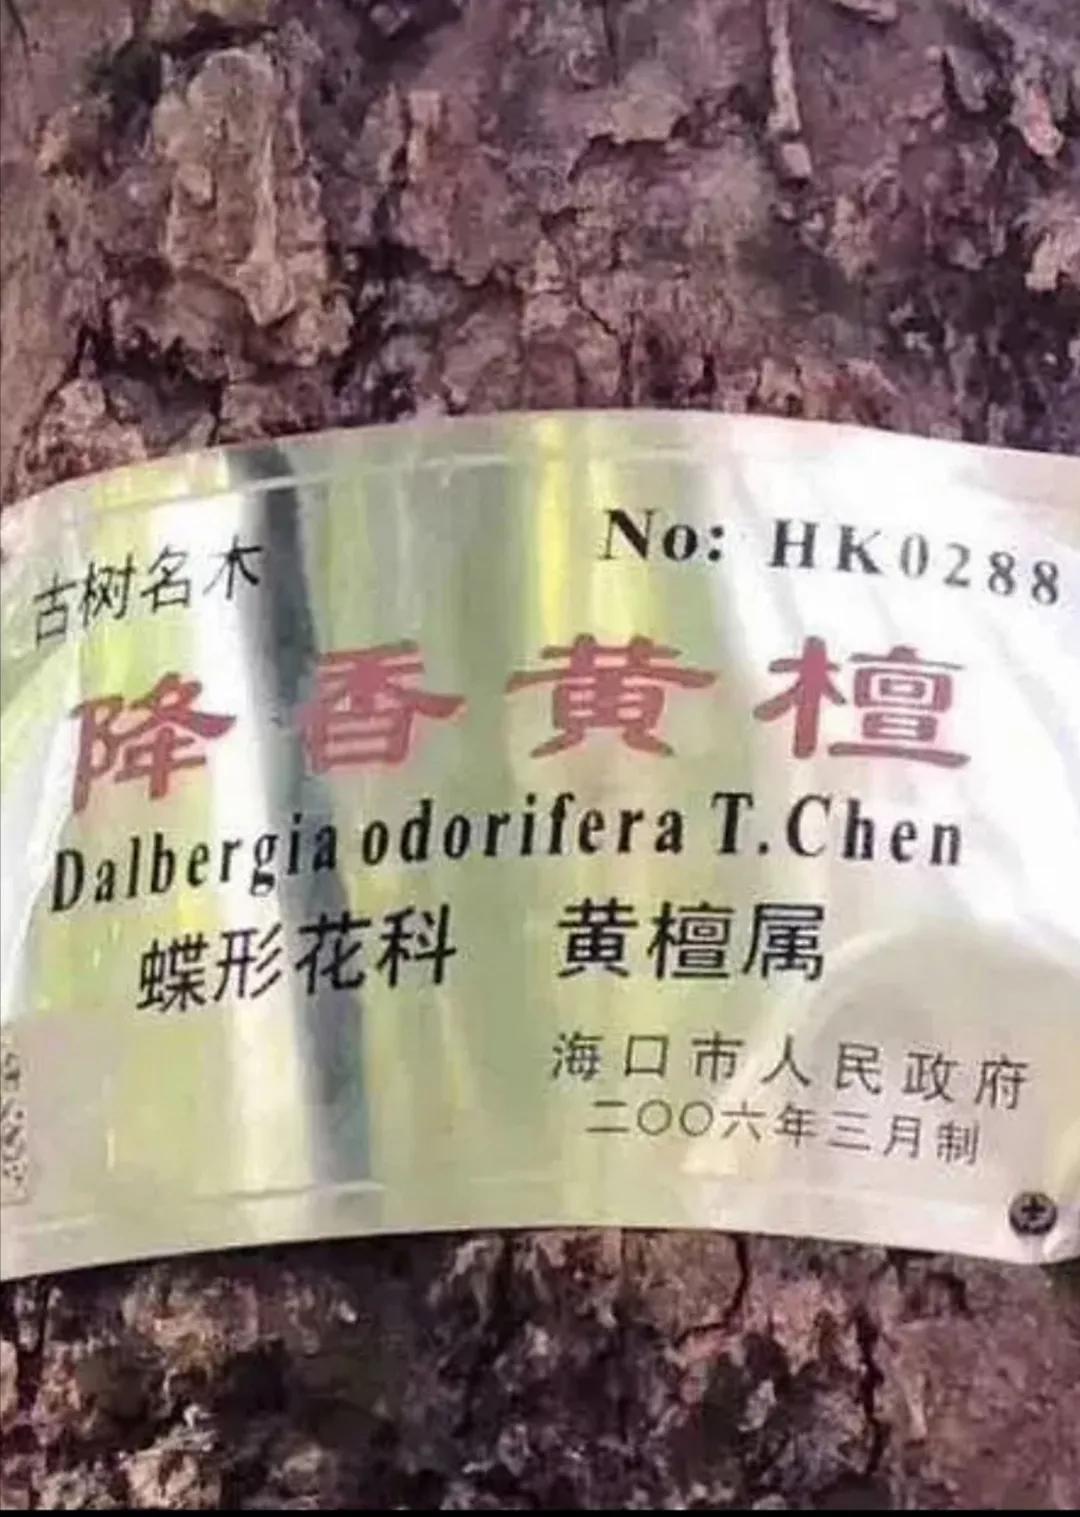 古树名木
No: HK0288
降香黄檀
Dalbergia odorifera T.Chen
蝶形花科 黄檀属
海口市人民政府
二〇〇六年三月制